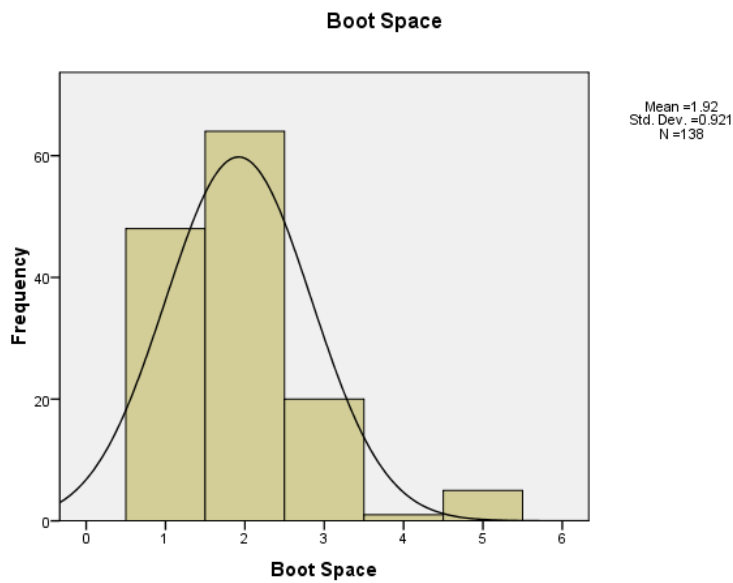 Boot Space
Mean =1.92
Std. Dev. =0.921
N =138
Frequency
60
40
20
0
0 1 2 3 4 5 6
Boot Space